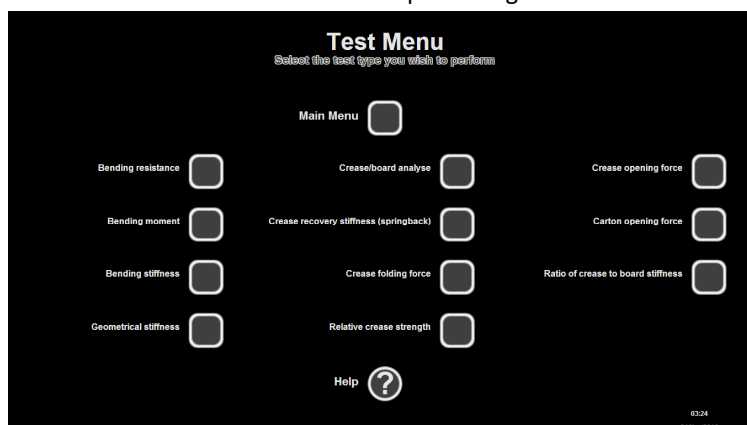 Test Menu
Select the test type you wish to perform
Main Menu
Bending resistance
Crease/board analyse
Crease opening force
Bending moment
Crease recovery stiffness (springback)
Carton opening force
Bending stiffness
Crease folding force
Ratio of crease to board stiffness
Geometrical stiffness
Relative crease strength
Help ?
03:24